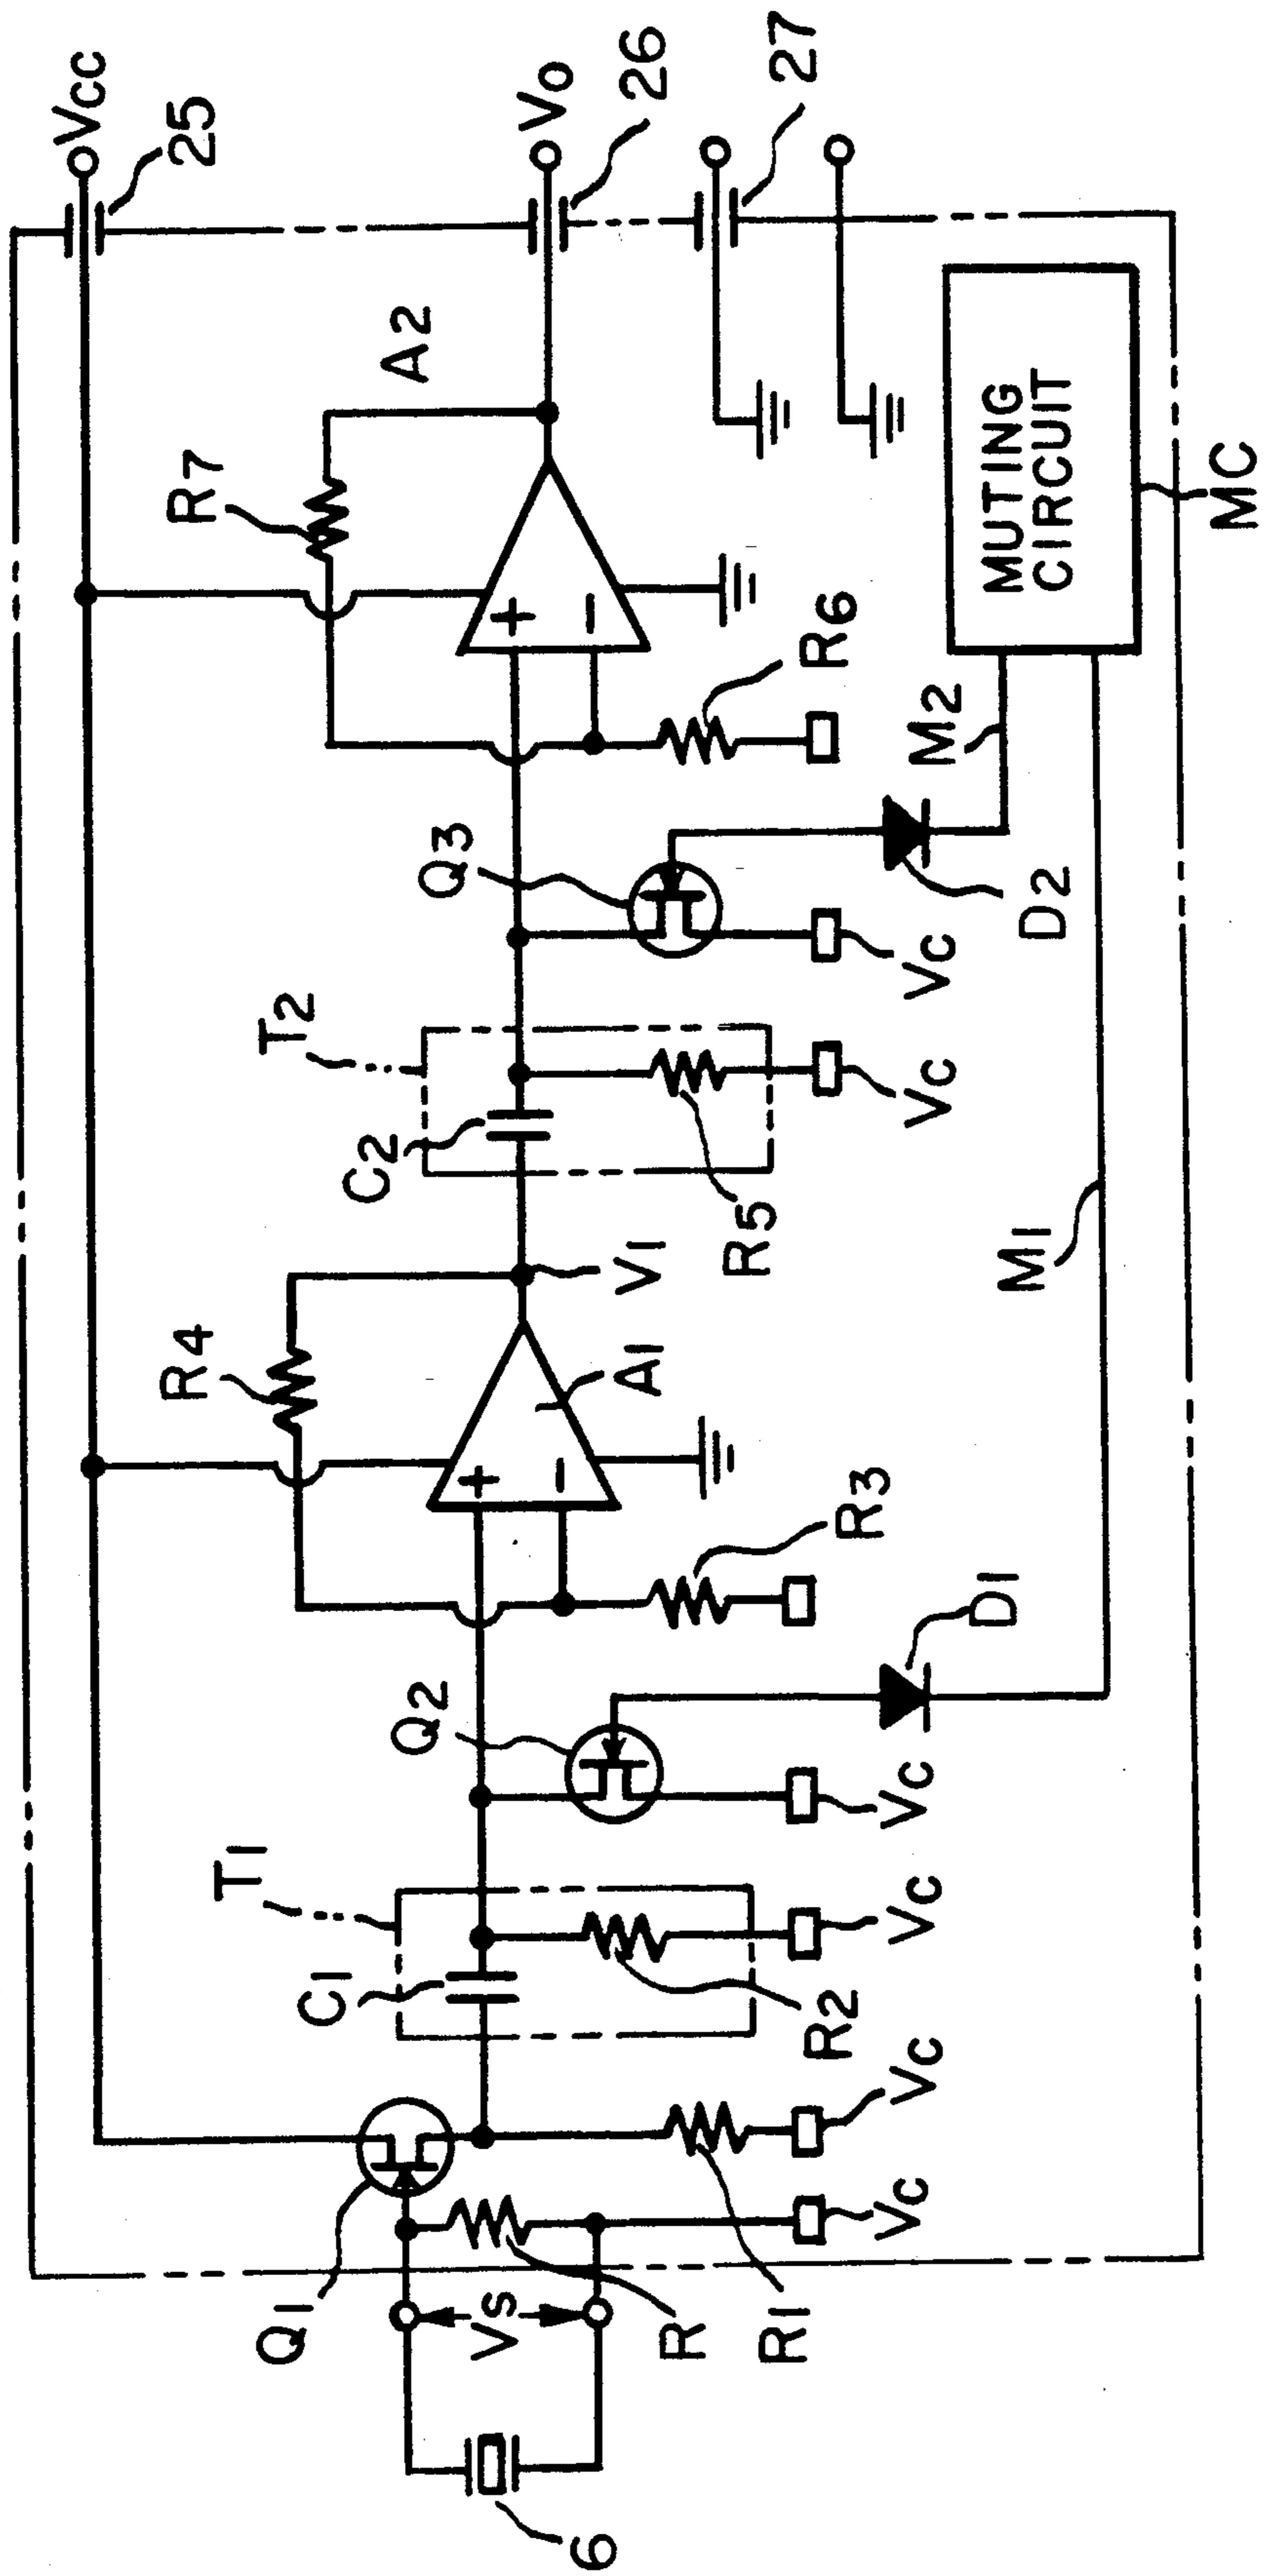 VCC
25
VO
26
27
A2
R7
+
−
R6
MUTING
CIRCUIT
MC
M2
Q3
D2
VC
T2
C2
R5
VC
M1
V1
R4
A1
+
−
R3
D1
Q2
VC
T1
C1
R2
VC
VC
VC
Q1
VS
R
R1
6